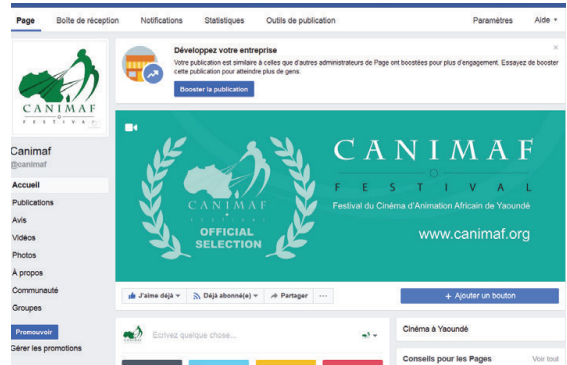 Page Boîte de réception Notifications Statistiques Outils de publication Paramètres Aide
Développez votre entreprise
Votre publication est similaire à celles que d'autres administrateurs de Page ont boostées pour plus d'engagement. Essayez de booster
cette publication pour atteindre plus de gens.
Booster la publication
CANIMAF
FESTIVAL
Canimaf
@canimaf
Accueil
Publications
Avis
Vidéos
Photos
À propos
Communauté
Groupes
Promouvoir
Gérer les promotions
CANIMAF
FESTIVAL
OFFICIAL
SELECTION
CANIMAF
FESTIVAL
Festival du Cinéma d'Animation Africain de Yaoundé
www.canimaf.org
J'aime déjà Déjà abonné(e) Partager ...
+ Ajouter un bouton
Ecrivez quelque chose...
Cinéma à Yaoundé
Conseils pour les Pages Voir tout